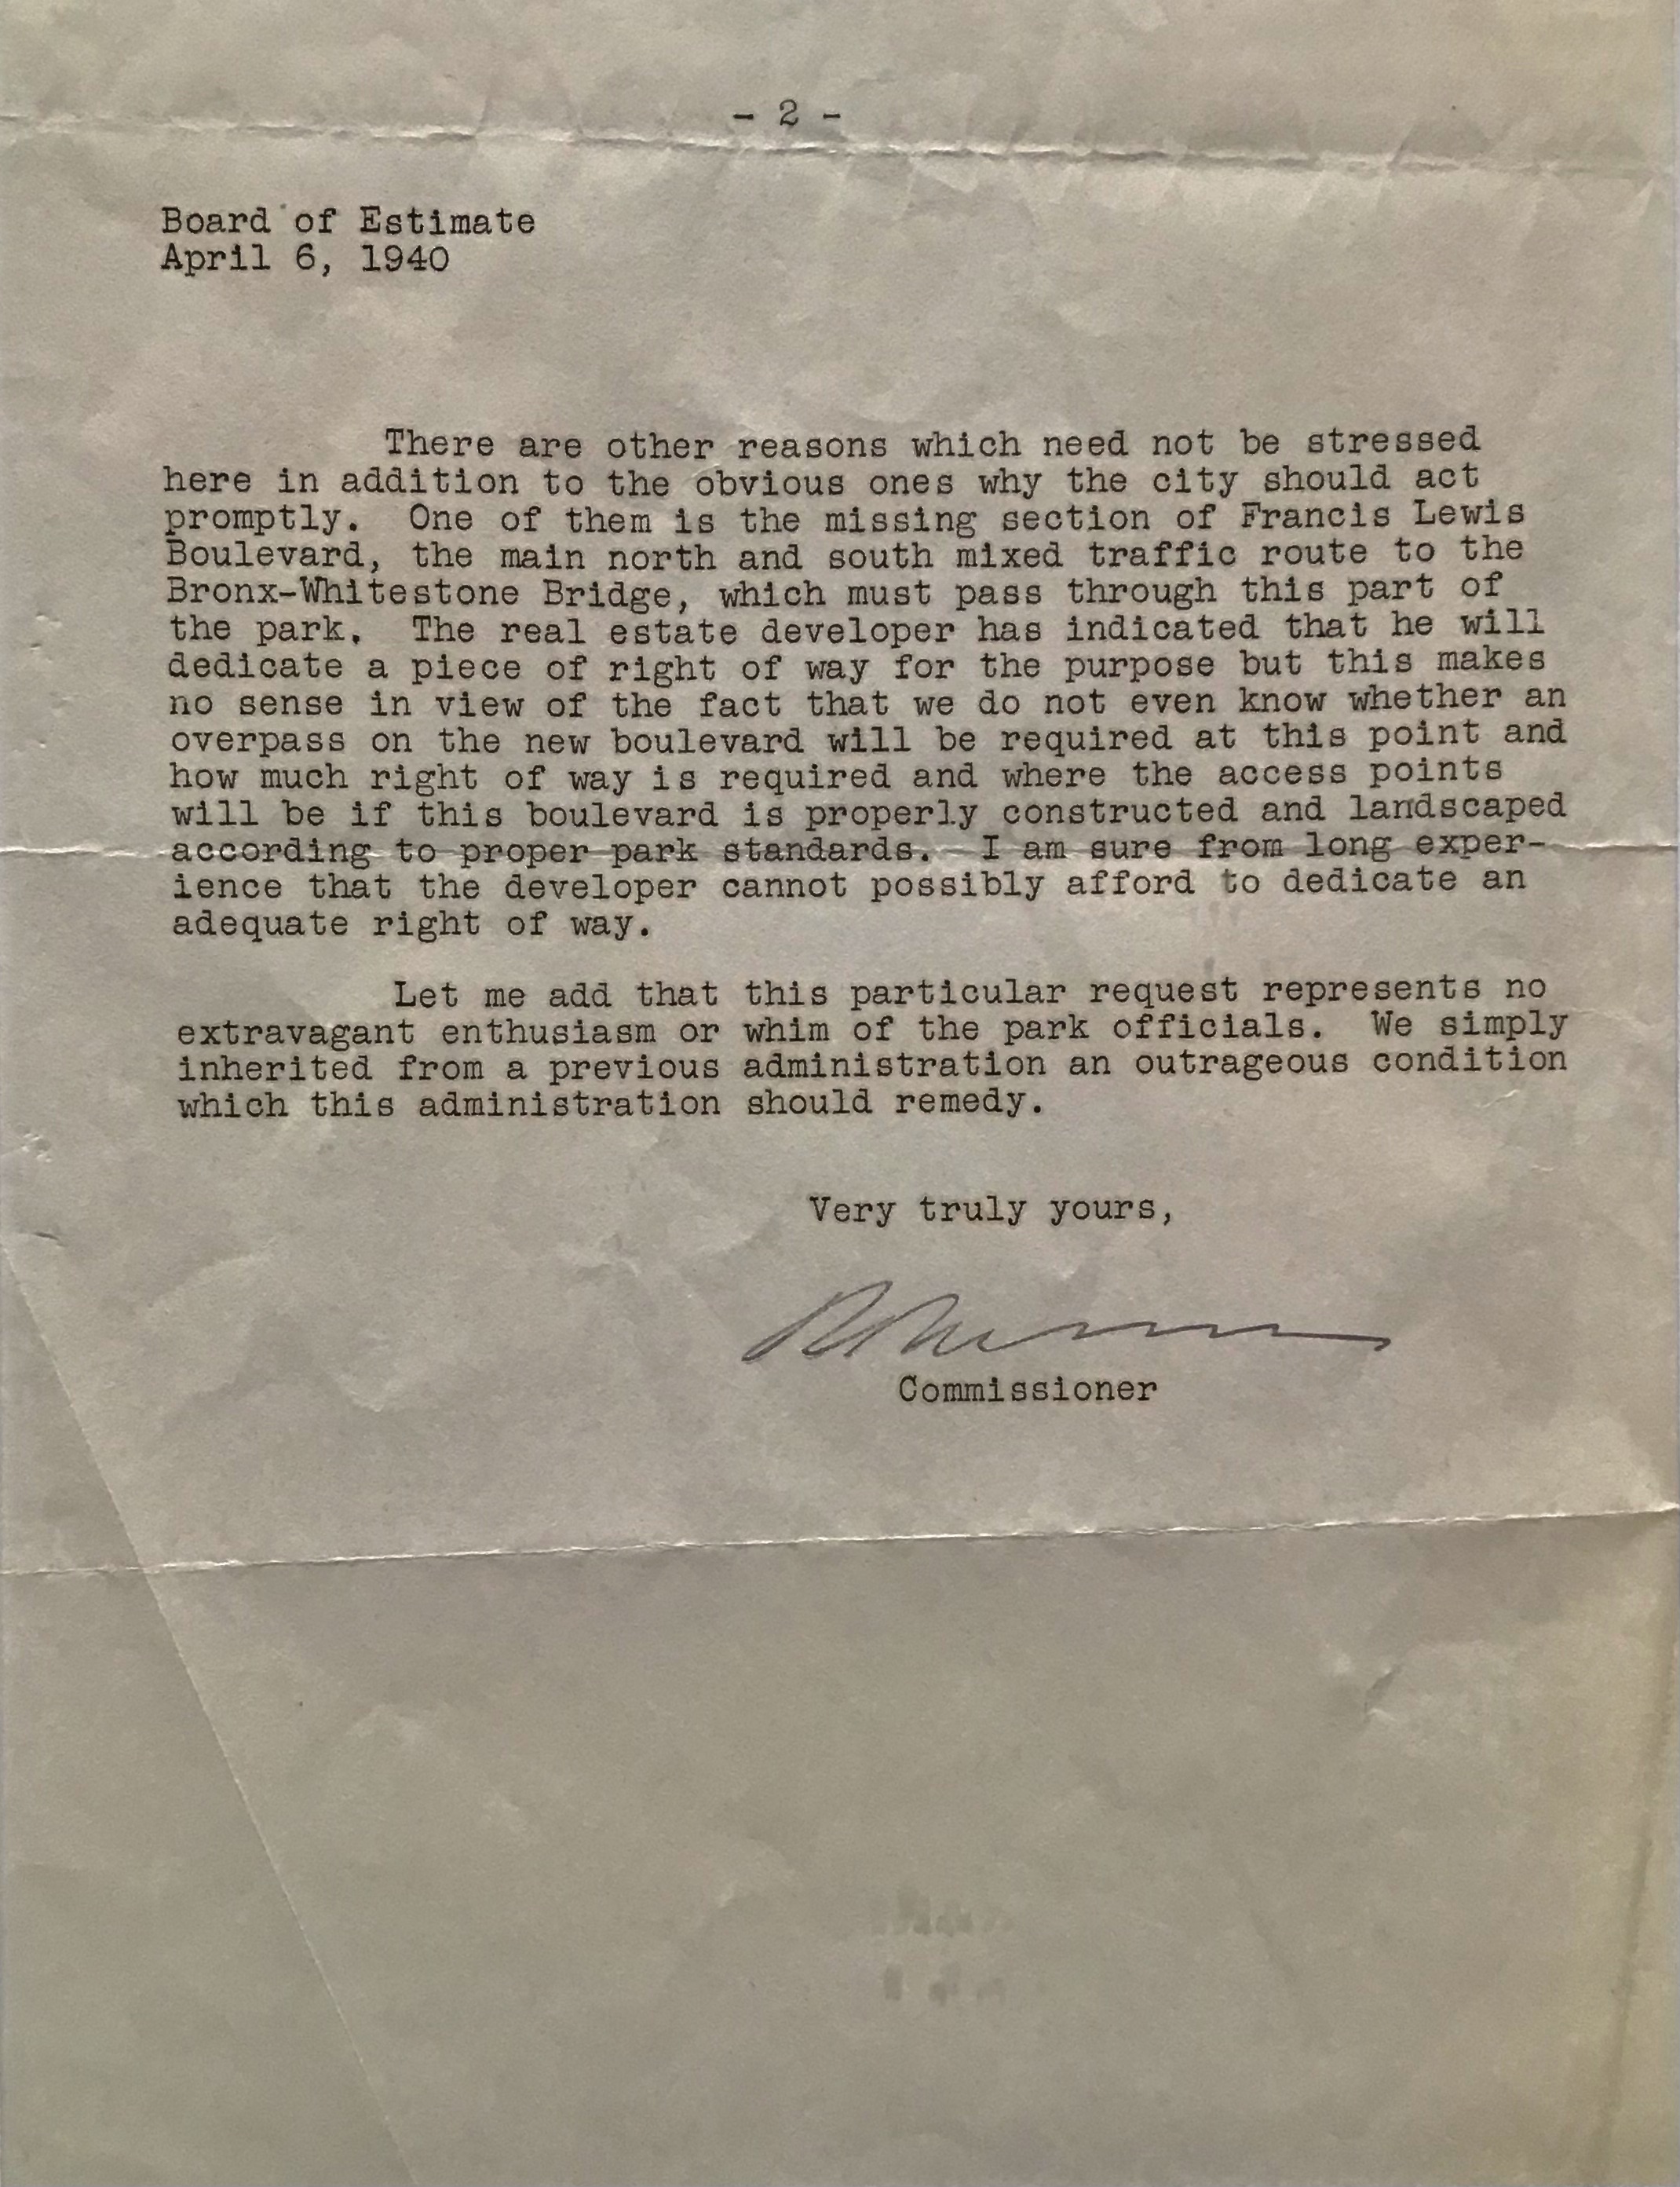 - 2 -
Board of Estimate
April 6, 1940
There are other reasons which need not be stressed
here in addition to the obvious ones why the city should act
promptly. One of them is the missing section of Francis Lewis
Boulevard, the main north and south mixed traffic route to the
Bronx-Whitestone Bridge, which must pass through this part of
the park. The real estate developer has indicated that he will
dedicate a piece of right of way for the purpose but this makes
no sense in view of the fact that we do not even know whether an
overpass on the new boulevard will be required at this point and
how much right of way is required and where the access points
will be if this boulevard is properly constructed and landscaped
according to proper park standards. I am sure from long exper-
ience that the developer cannot possibly afford to dedicate an
adequate right of way.
Let me add that this particular request represents no
extravagant enthusiasm or whim of the park officials. We simply
inherited from a previous administration an outrageous condition
which this administration should remedy.
Very truly yours,
Commissioner